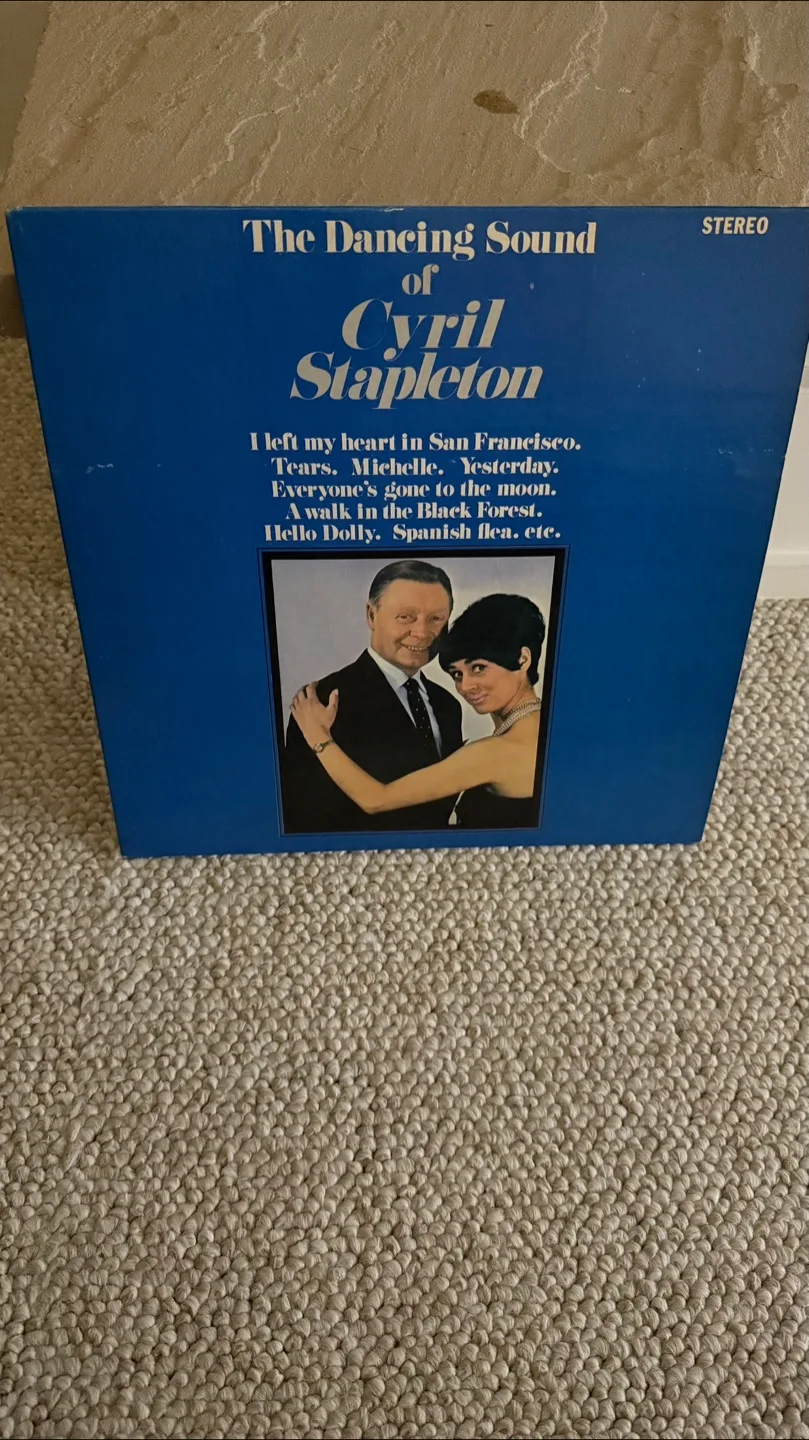 The Dancing Sound
STEREO
of
Cyril
Stapleton
I left my heart in San Francisco.
Tears. Michelle. Yesterday.
Everyone's gone to the moon.
A walk in the Black Forest.
Hello Dolly. Spanish flea. etc.